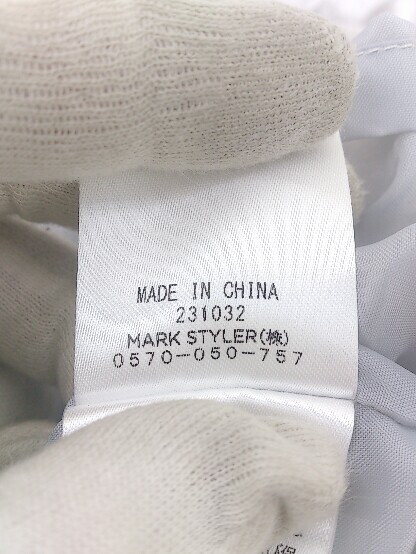 MADE IN CHINA
231032
MARK STYLER(株)
0570-050-757